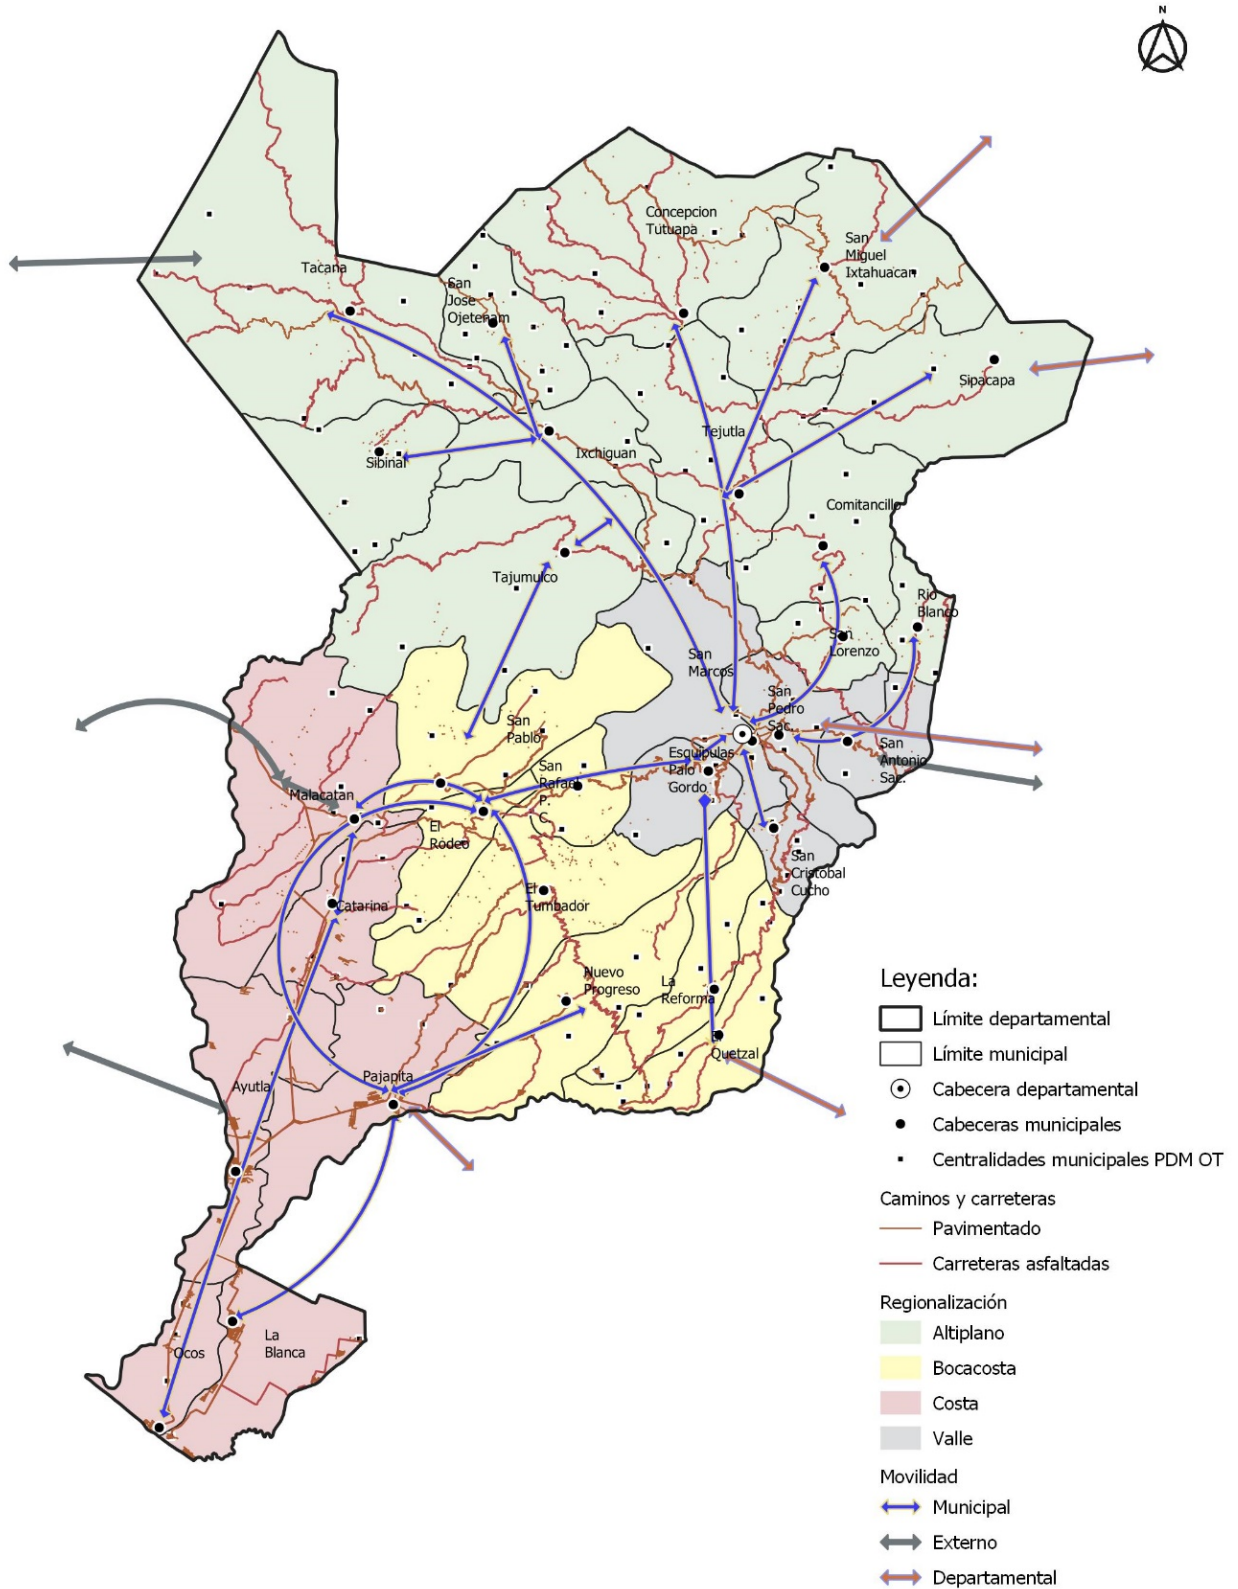 N
Concepcion
Tutuapa
San
Miguel
Ixtahuacan
Tacana
San
Jose
Ojetenam
Sipacapa
Tejutla
Ixchiguan
Sibinal
Comitancillo
Tajumulco
Rio
Blanco
San
Lorenzo
San
Marcos
San
Pedro
Sac.
San
Pablo
San
Antonio
Sac.
Esquipulas
Palo
Gordo
San
Rafael
P.
C.
Malacatan
El
Rodeo
San
Cristobal
Cucho
El
Tumbador
Catarina
Nuevo
Progreso
La
Reforma
El
Quetzal
Pajapita
Ayutla
Ocos
La
Blanca
Leyenda:
Límite departamental
Límite municipal
Cabecera departamental
Cabeceras municipales
Centralidades municipales PDM OT
Caminos y carreteras
Pavimentado
Carreteras asfaltadas
Regionalización
Altiplano
Bocacosta
Costa
Valle
Movilidad
Municipal
Externo
Departamental